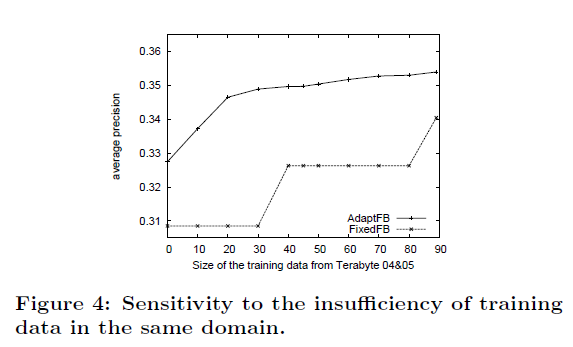 0.36
0.35
0.34
0.33
0.32
0.31
average precision
AdaptFB
FixedFB
0 10 20 30 40 50 60 70 80 90
Size of the training data from Terabyte 04&05
Figure 4: Sensitivity to the insufficiency of training
data in the same domain.